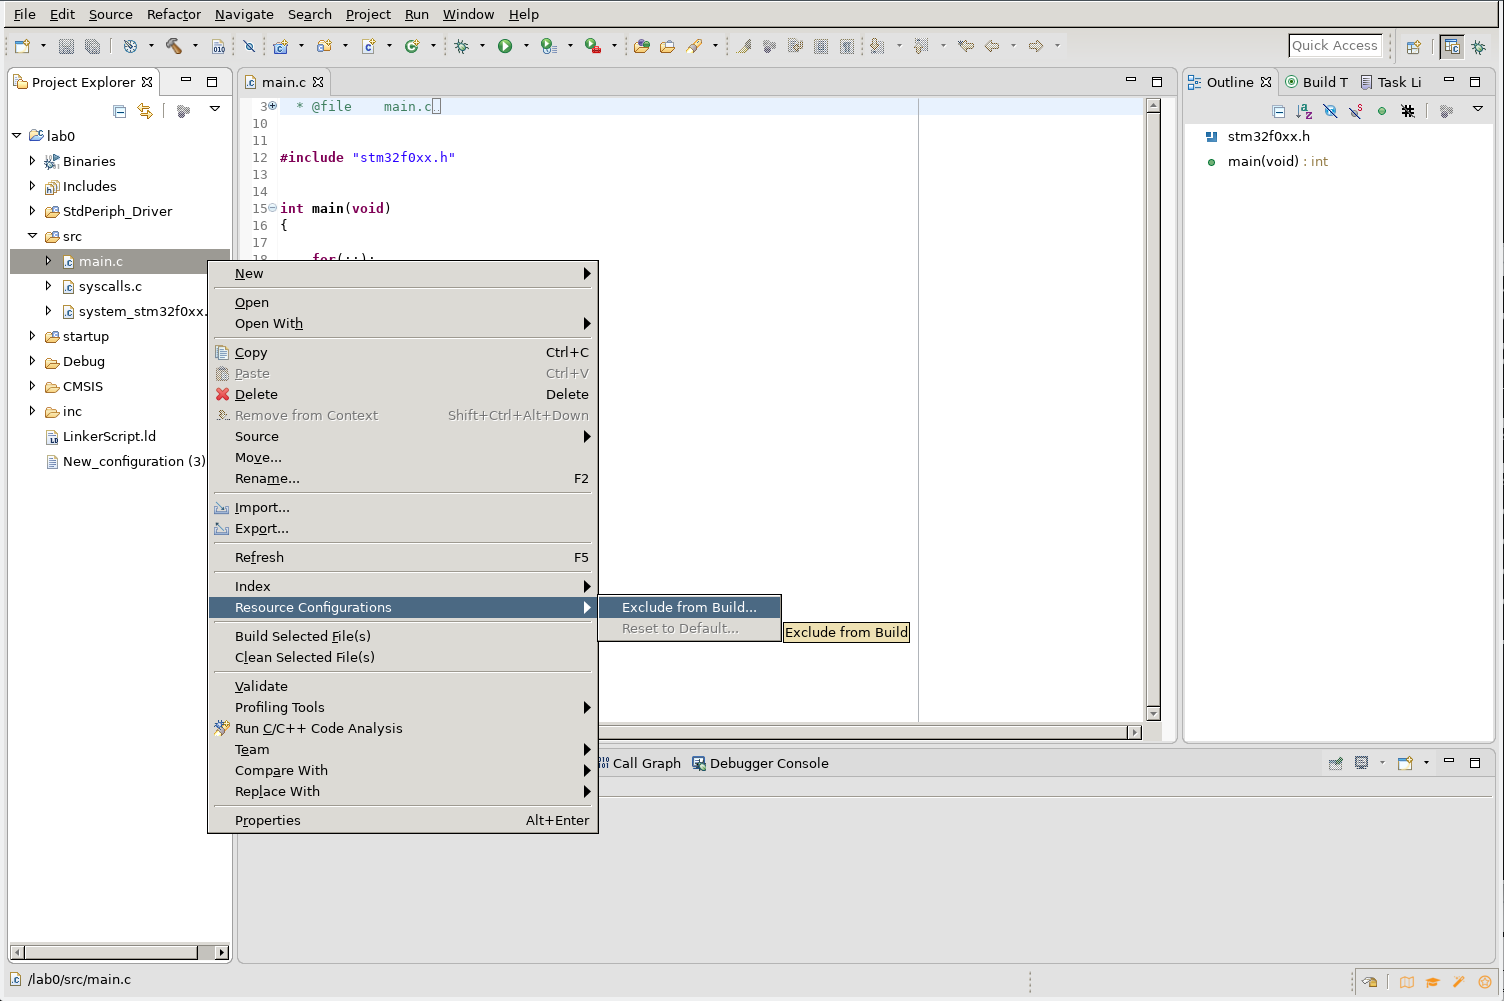 File Edit Source Refactor Navigate Search Project Run Window Help
Quick Access
Project Explorer
main.c
Outline Build T Task Li
lab0
Binaries
Includes
StdPeriph_Driver
src
main.c
syscalls.c
system_stm32f0xx.
startup
Debug
CMSIS
inc
LinkerScript.ld
New_configuration (3)
3 * @file main.c
10
11
12 #include "stm32f0xx.h"
13
14
15 int main(void)
16 {
17
18 for(;;);
stm32f0xx.h
main(void) : int
New
Open
Open With
Copy Ctrl+C
Paste Ctrl+V
Delete Delete
Remove from Context Shift+Ctrl+Alt+Down
Source
Move...
Rename... F2
Import...
Export...
Refresh F5
Index
Resource Configurations
Build Selected File(s)
Clean Selected File(s)
Validate
Profiling Tools
Run C/C++ Code Analysis
Team
Compare With
Replace With
Properties Alt+Enter
Exclude from Build...
Reset to Default...
Exclude from Build
Call Graph Debugger Console
/lab0/src/main.c